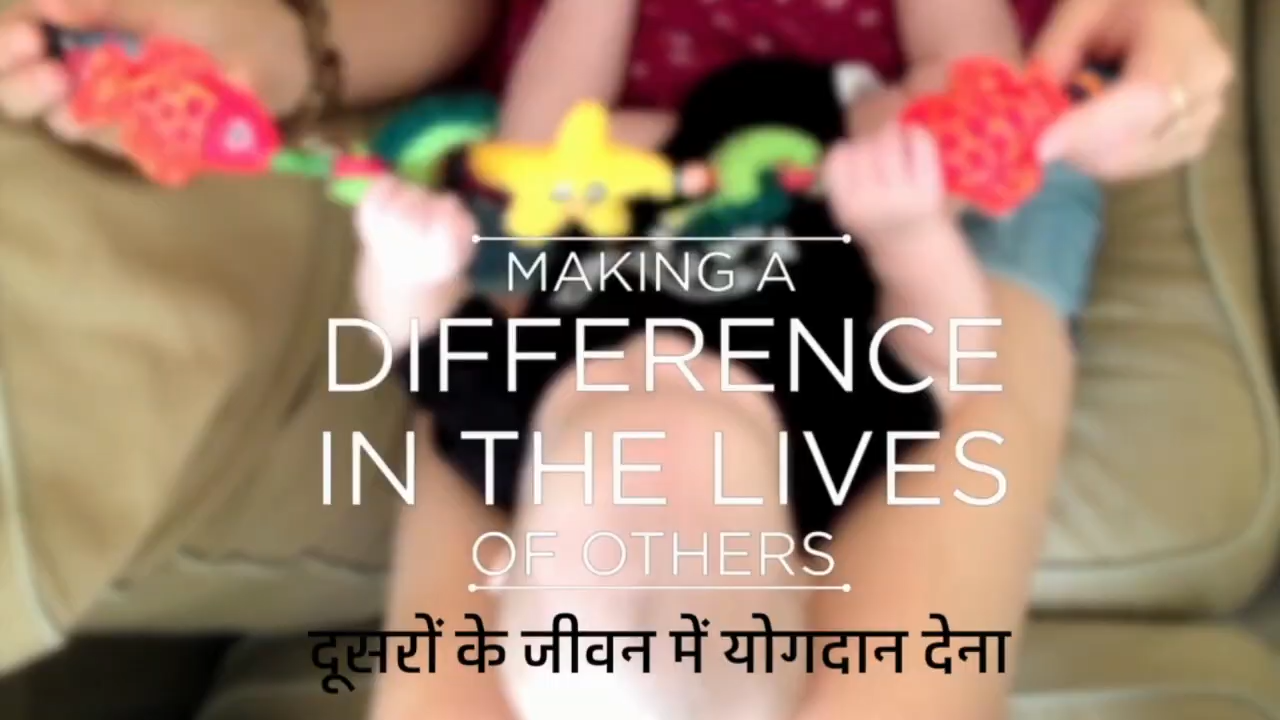 MAKING A
DIFFERENCE
IN THE LIVES
OF OTHERS
दूसरों के जीवन में योगदान देना